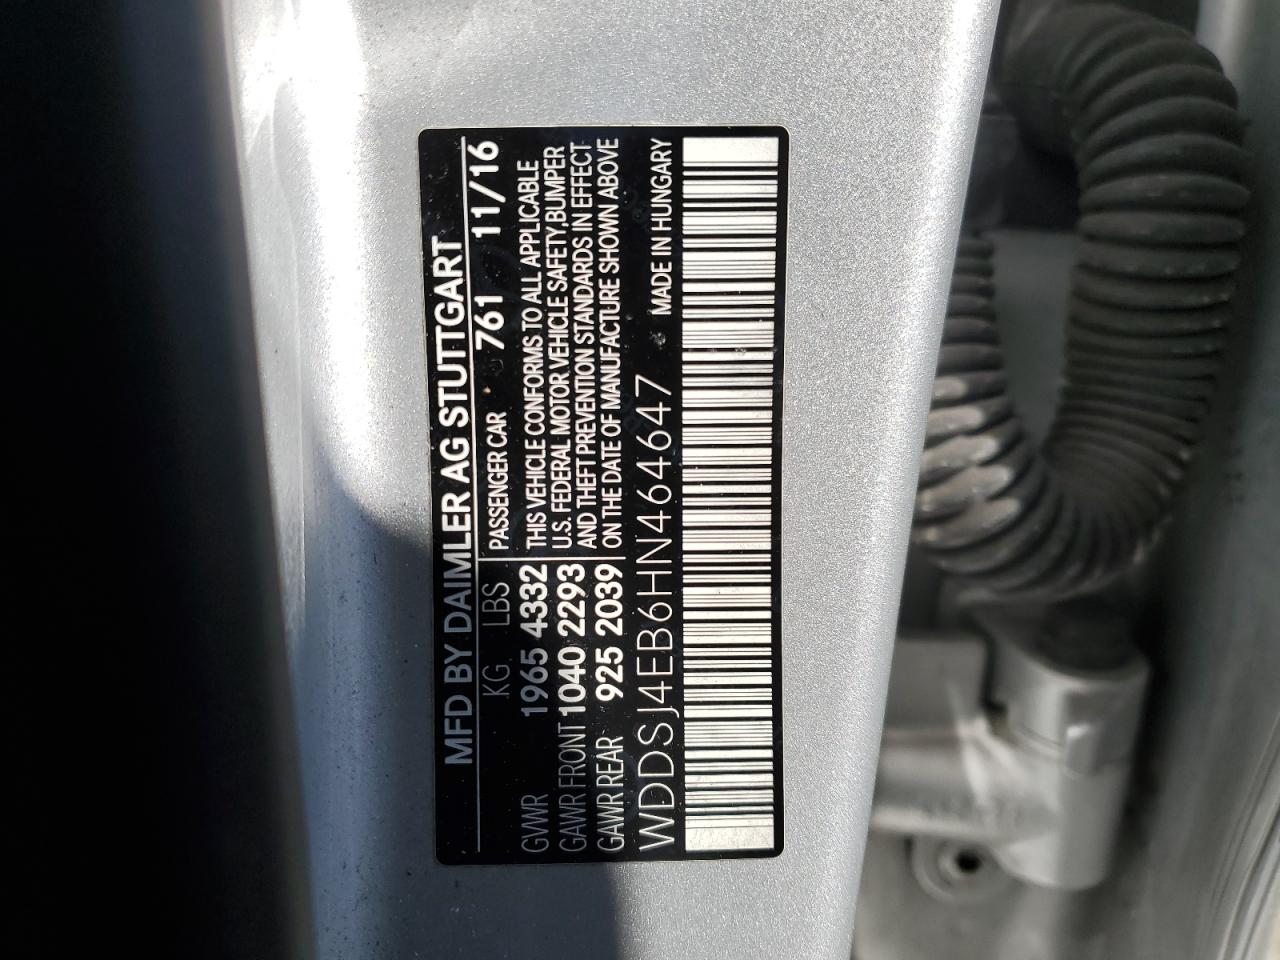 MFD BY DAIMLER AG STUTTGART
KG LBS PASSENGER CAR 761 11/16
GVWR 1965 4332 THIS VEHICLE CONFORMS TO ALL APPLICABLE
U.S. FEDERAL MOTOR VEHICLE SAFETY,BUMPER
GAWR FRONT 1040 2293 AND THEFT PREVENTION STANDARDS IN EFFECT
GAWR REAR 925 2039 ON THE DATE OF MANUFACTURE SHOWN ABOVE
WDDSJ4EB6HN464647 MADE IN HUNGARY